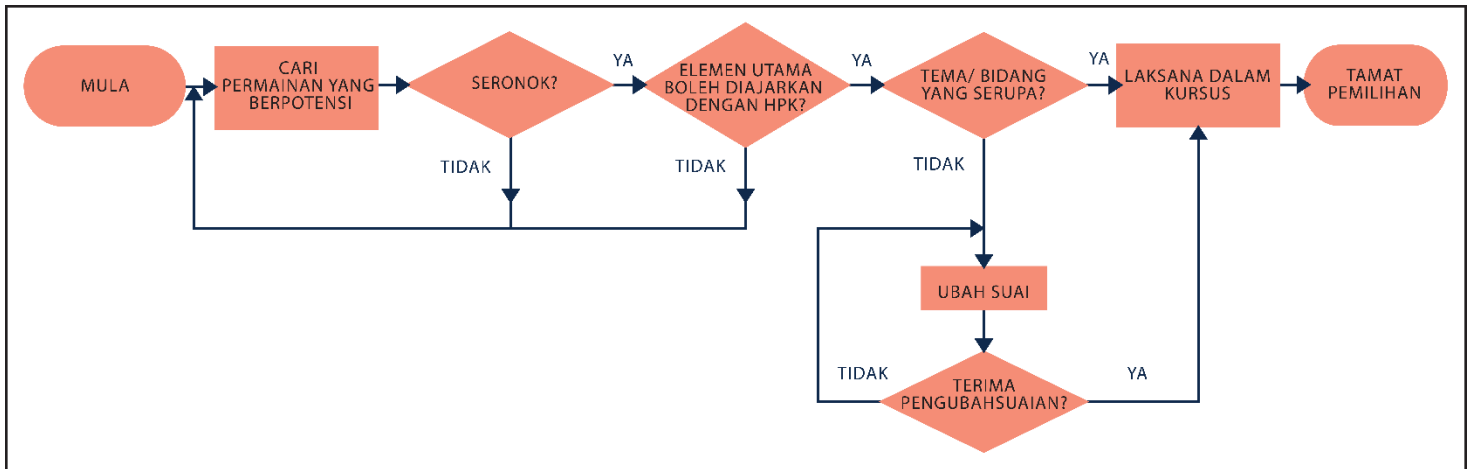 MULA
CARI
PERMAINAN YANG
BERPOTENSI
SERONOK?
YA
ELEMEN UTAMA
BOLEH DIAJARKAN
DENGAN HPK?
YA
TEMA/ BIDANG
YANG SERUPA?
YA
LAKSANA DALAM
KURSUS
TAMAT
PEMILIHAN
TIDAK
TIDAK
TIDAK
UBAH SUAI
TIDAK
TERIMA
PENGUBAHSUAIAN?
YA